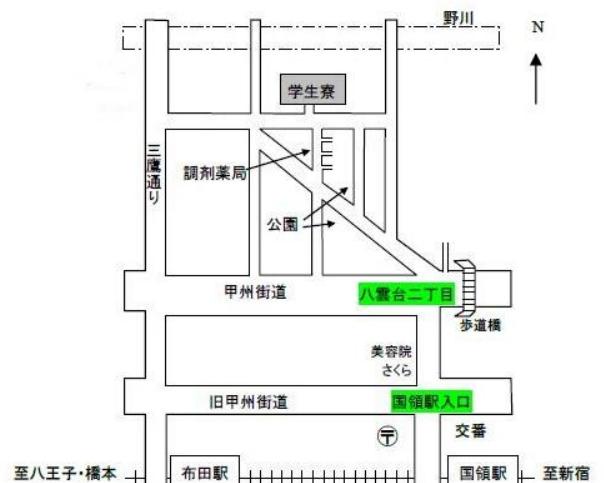 野川
N
学生寮
三鷹通り
調剤薬局
公園
甲州街道
八雲台二丁目
歩道橋
美容院
さくら
旧甲州街道
国領駅入口
〒
交番
至八王子・橋本
布田駅
国領駅
至新宿